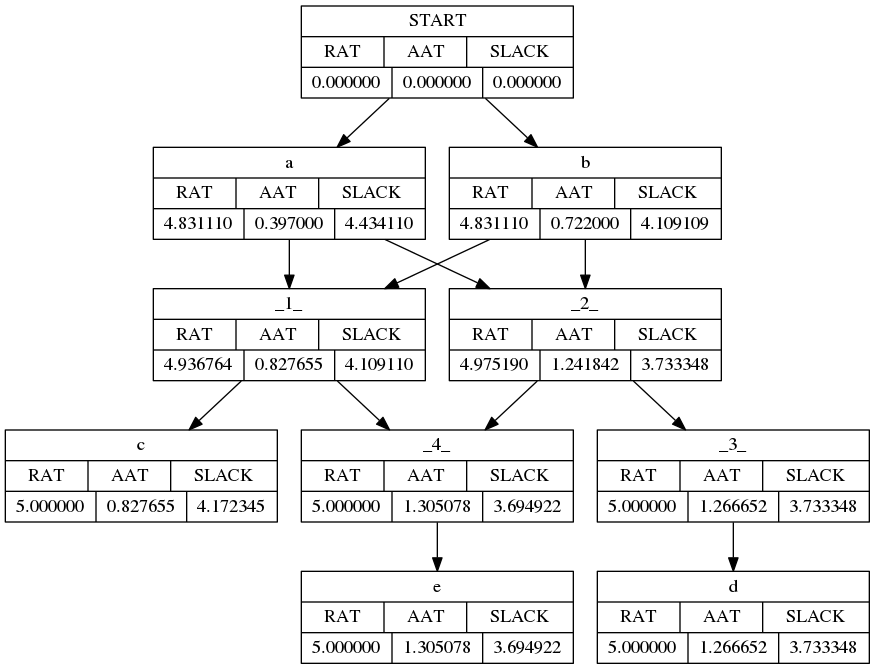 START
RAT AAT SLACK
0.000000 0.000000 0.000000
a
RAT AAT SLACK
4.831110 0.397000 4.434110
b
RAT AAT SLACK
4.831110 0.722000 4.109109
_1_
RAT AAT SLACK
4.936764 0.827655 4.109110
_2_
RAT AAT SLACK
4.975190 1.241842 3.733348
c
RAT AAT SLACK
5.000000 0.827655 4.172345
_4_
RAT AAT SLACK
5.000000 1.305078 3.694922
_3_
RAT AAT SLACK
5.000000 1.266652 3.733348
e
RAT AAT SLACK
5.000000 1.305078 3.694922
d
RAT AAT SLACK
5.000000 1.266652 3.733348